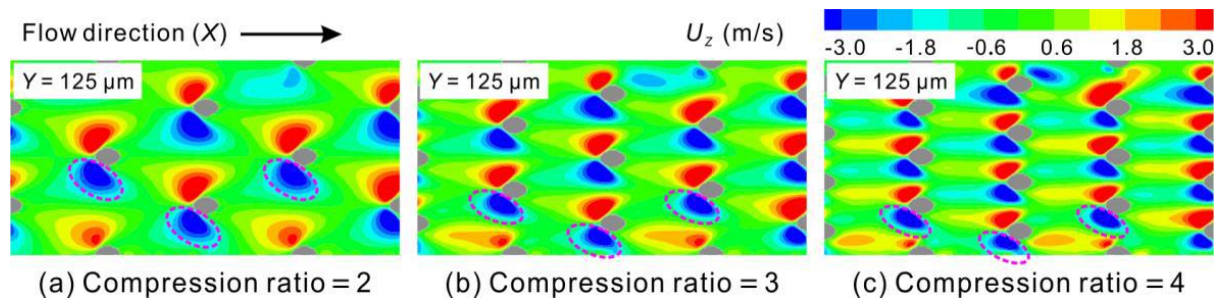 Flow direction (X)
U_z (m/s)
-3.0 -1.8 -0.6 0.6 1.8 3.0
Y = 125 μm
Y = 125 μm
Y = 125 μm
(a) Compression ratio = 2
(b) Compression ratio = 3
(c) Compression ratio = 4